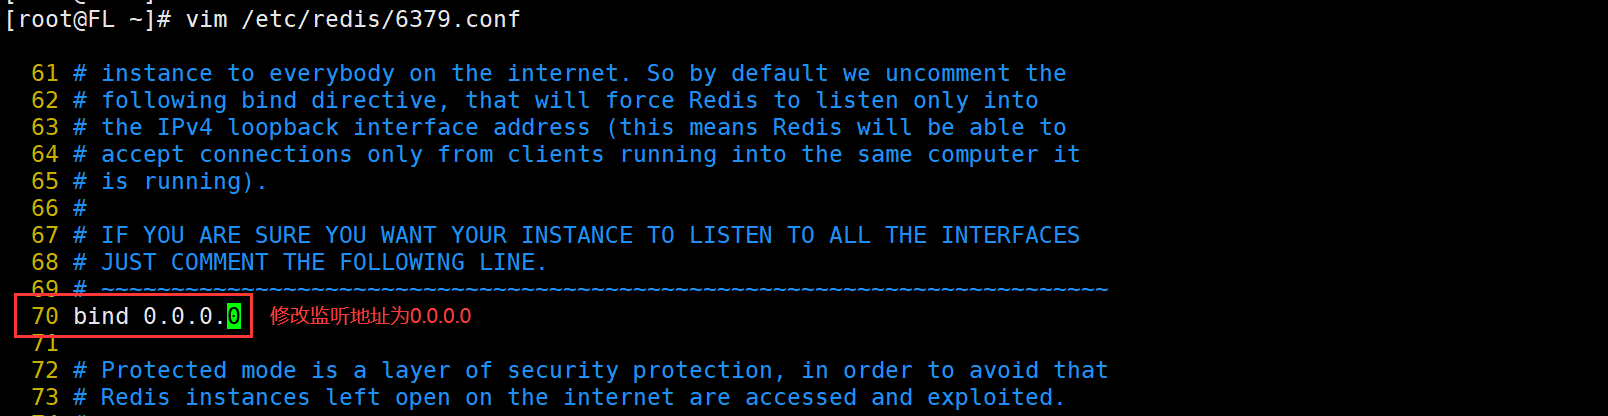 [root@FL ~]# vim /etc/redis/6379.conf
61 # instance to everybody on the internet. So by default we uncomment the
62 # following bind directive, that will force Redis to listen only into
63 # the IPv4 loopback interface address (this means Redis will be able to
64 # accept connections only from clients running into the same computer it
65 # is running).
66 #
67 # IF YOU ARE SURE YOU WANT YOUR INSTANCE TO LISTEN TO ALL THE INTERFACES
68 # JUST COMMENT THE FOLLOWING LINE.
69 # ~~~~~~~~~~~~~~~~~~~~~~~~~~~~~~~~~~~~~~~~~~~~~~~~~~~~~~~~~~~~~~~~~~~~~~~~
70 bind 0.0.0.0 修改监听地址为0.0.0.0
71
72 # Protected mode is a layer of security protection, in order to avoid that
73 # Redis instances left open on the internet are accessed and exploited.